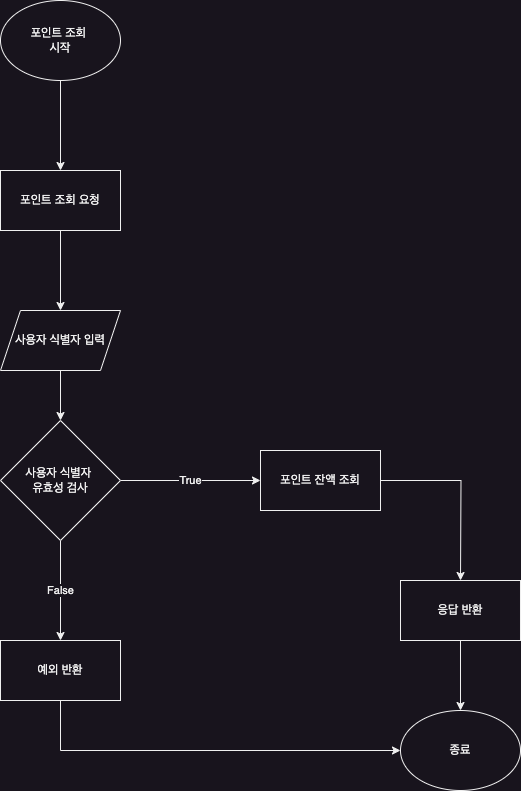 포인트 조회
시작
포인트 조회 요청
사용자 식별자 입력
사용자 식별자
유효성 검사
True
포인트 잔액 조회
False
응답 반환
예외 반환
종료